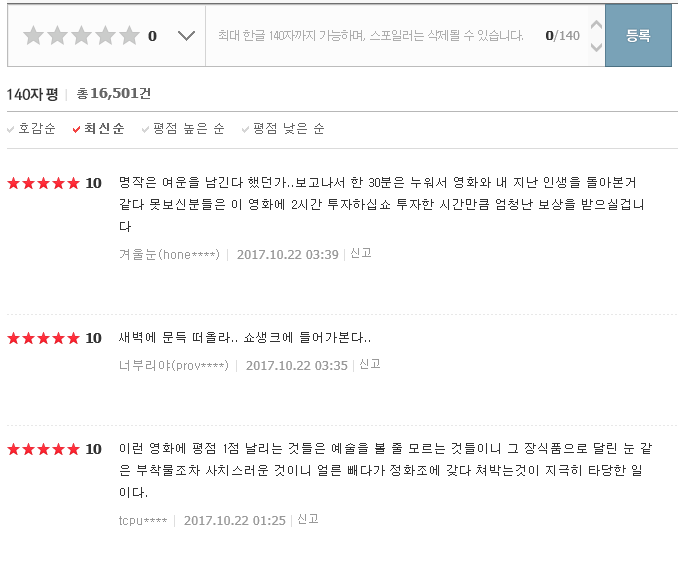 0
최대 한글 140자까지 가능하며, 스포일러는 삭제될 수 있습니다.
0/140
등록
140자 평 총 16,501건
호감순 최신순 평점 높은 순 평점 낮은 순
10
명작은 여운을 남긴다 했던가..보고나서 한 30분은 누워서 영화와 내 지난 인생을 돌아본거
같다 못보신분들은 이 영화에 2시간 투자하십쇼 투자한 시간만큼 엄청난 보상을 받으실겁니
다
겨울눈(hone****) 2017.10.22 03:39 신고
10
새벽에 문득 떠올라.. 쇼생크에 들어가본다..
너부리야(prov****) 2017.10.22 03:35 신고
10
이런 영화에 평점 1점 날리는 것들은 예술을 볼 줄 모르는 것들이니 그 장식품으로 달린 눈 같
은 부착물조차 사치스러운 것이니 얼른 빼다가 정화조에 갖다 쳐박는것이 지극히 타당한 일
이다.
tcpu**** 2017.10.22 01:25 신고